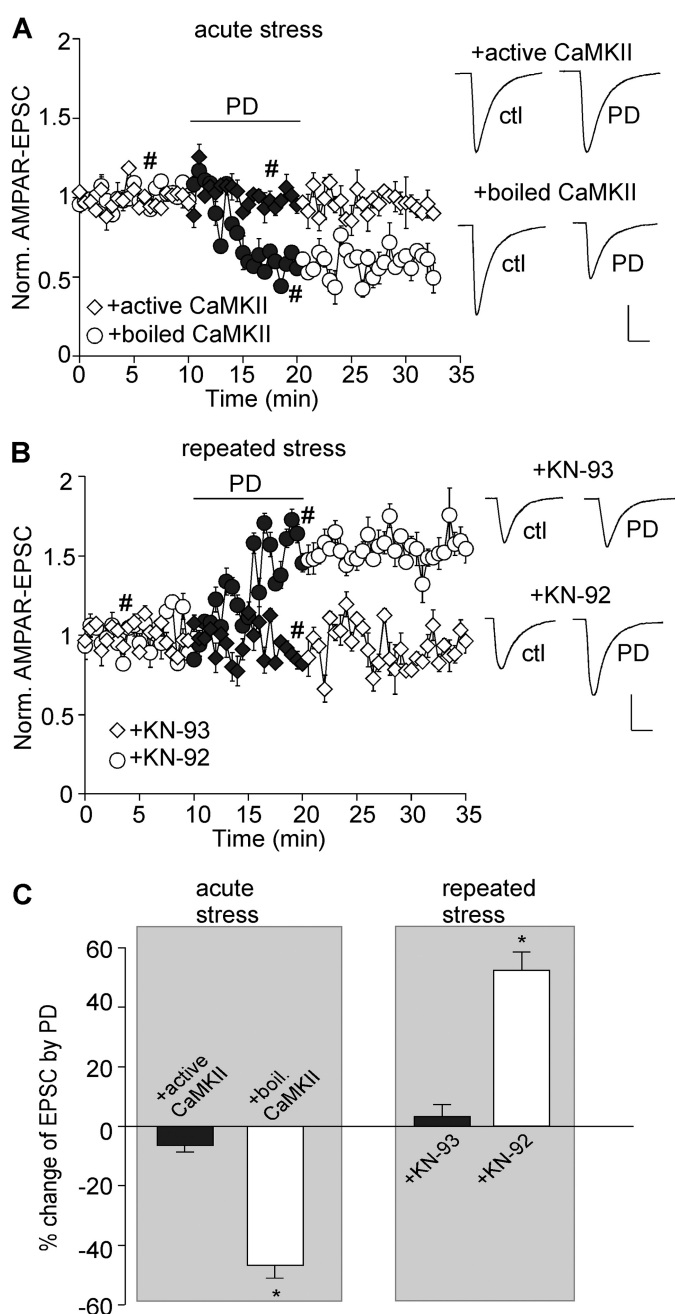 A
acute stress
Norm. AMPAR-EPSC
2
1.5
1
0.5
0
PD
#
#
#
+active CaMKII
+boiled CaMKII
0 5 10 15 20 25 30 35
Time (min)
+active CaMKII
ctl PD
+boiled CaMKII
ctl PD
B
repeated stress
Norm. AMPAR-EPSC
2
1.5
1
0.5
0
PD
#
#
#
+KN-93
+KN-92
0 5 10 15 20 25 30 35
Time (min)
+KN-93
ctl PD
+KN-92
ctl PD
C
acute
stress
repeated
stress
% change of EPSC by PD
60
40
20
0
-20
-40
-60
+active
CaMKII
+boil.
CaMKII
*
+KN-93
+KN-92
*